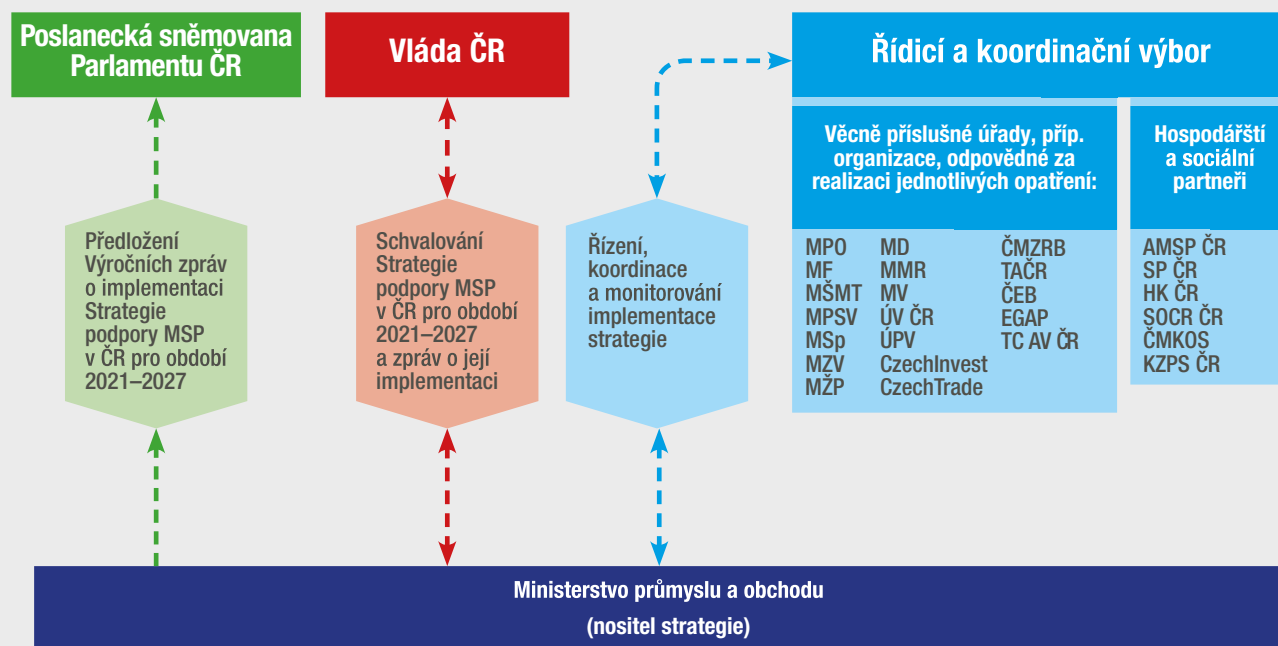 Poslanecká sněmovana
Parlamentu ČR
Vláda ČR
Řídicí a koordinační výbor
Věcně příslušné úřady, příp.
organizace, odpovědné za
realizaci jednotlivých opatření:
Hospodářští
a sociální
partneři
Předložení
Výročních zpráv
o implementaci
Strategie
podpory MSP
v ČR pro období
2021–2027
Schvalování
Strategie
podpory MSP
v ČR pro období
2021–2027
a zpráv o její
implementaci
Řízení,
koordinace
a monitorování
implementace
strategie
MPO
MF
MŠMT
MPSV
MSp
MZV
MŽP
MD
MMR
MV
ÚV ČR
ÚPV
CzechInvest
CzechTrade
ČMZRB
TAČR
ČEB
EGAP
TC AV ČR
AMSP ČR
SP ČR
HK ČR
SOCR ČR
ČMKOS
KZPS ČR
Ministerstvo průmyslu a obchodu
(nositel strategie)